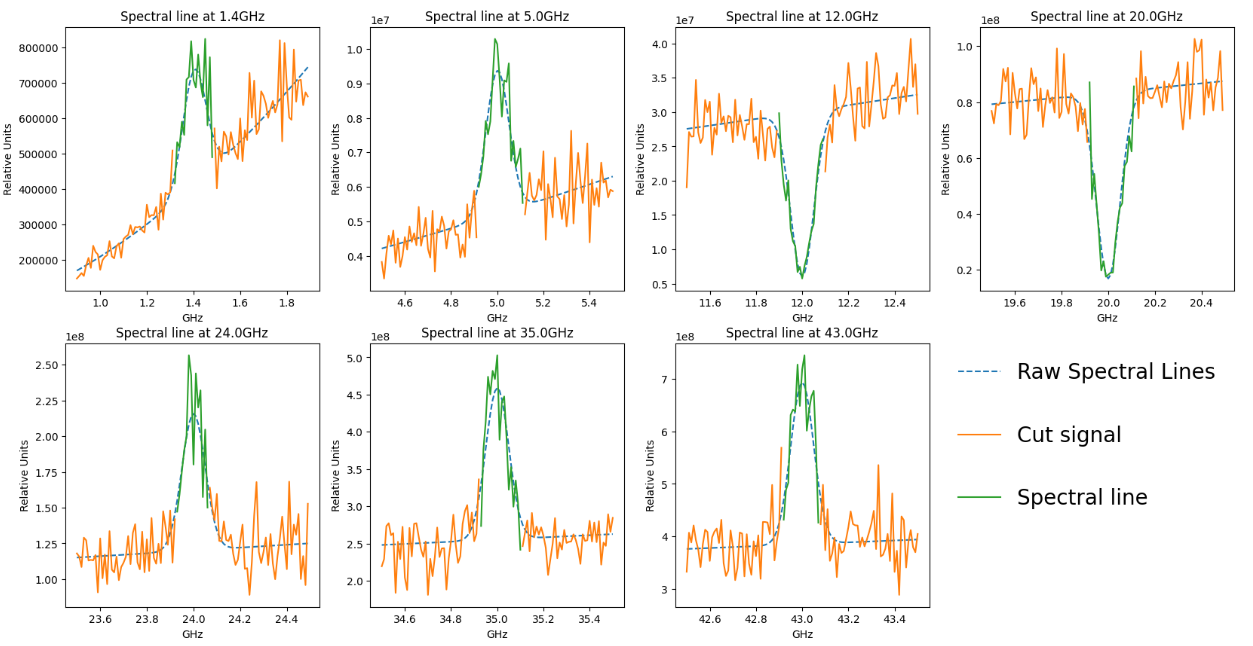 Spectral line at 1.4GHz
Spectral line at 5.0GHz
Spectral line at 12.0GHz
Spectral line at 20.0GHz
1e7
1e7
1e8
Relative Units
800000
700000
600000
500000
400000
300000
200000
1.0
1.2
1.4
1.6
1.8
GHz
Relative Units
1.0
0.9
0.8
0.7
0.6
0.5
0.4
4.6
4.8
5.0
5.2
5.4
GHz
Relative Units
4.0
3.5
3.0
2.5
2.0
1.5
1.0
0.5
11.6
11.8
12.0
12.2
12.4
GHz
Relative Units
1.0
0.8
0.6
0.4
0.2
19.6
19.8
20.0
20.2
20.4
GHz
Spectral line at 24.0GHz
Spectral line at 35.0GHz
Spectral line at 43.0GHz
1e8
1e8
1e8
Relative Units
2.50
2.25
2.00
1.75
1.50
1.25
1.00
23.6
23.8
24.0
24.2
24.4
GHz
Relative Units
5.0
4.5
4.0
3.5
3.0
2.5
2.0
34.6
34.8
35.0
35.2
35.4
GHz
Relative Units
7
6
5
4
3
42.6
42.8
43.0
43.2
43.4
GHz
Raw Spectral Lines
Cut signal
Spectral line